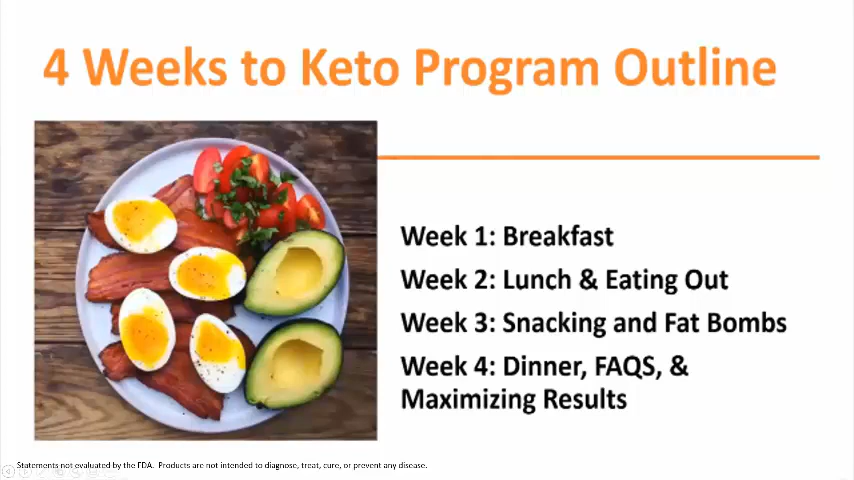 4 Weeks to Keto Program Outline
Week 1: Breakfast
Week 2: Lunch & Eating Out
Week 3: Snacking and Fat Bombs
Week 4: Dinner, FAQS, &
Maximizing Results
Statements not evaluated by the FDA. Products are not intended to diagnose, treat, cure, or prevent any disease.